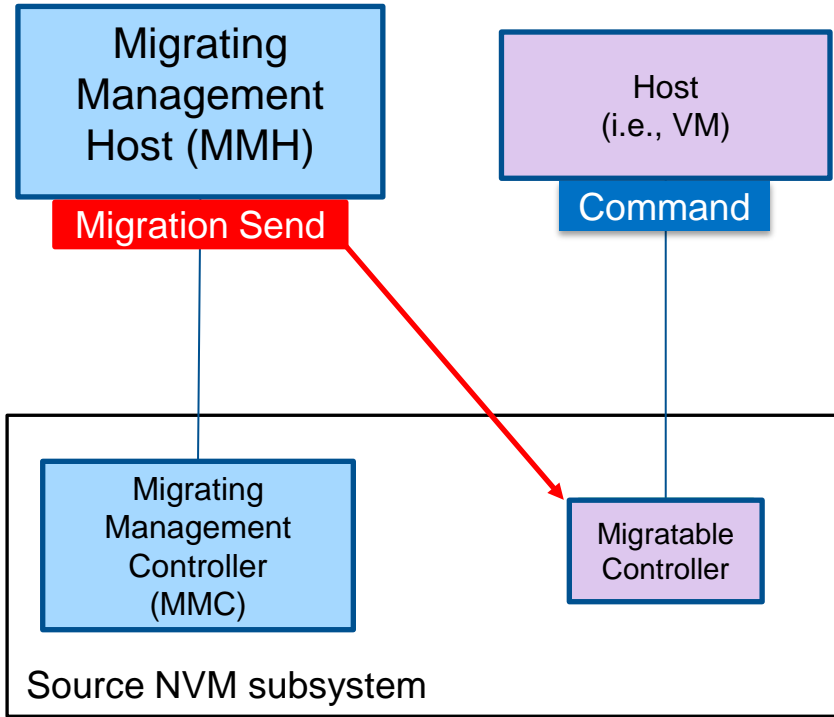 Migrating
Management
Host (MMH)
Migration Send
Host
(i.e., VM)
Command
Migrating
Management
Controller
(MMC)
Migratable
Controller
Source NVM subsystem